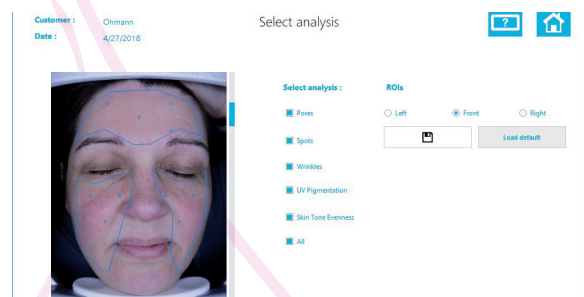 Customer : Ohmann
Select analysis
?
Date : 4/27/2018
Select analysis :
ROIs
Pores
Left
Front
Right
Spots
Load default
Wrinkles
UV Pigmentation
Skin Tone Evenness
All